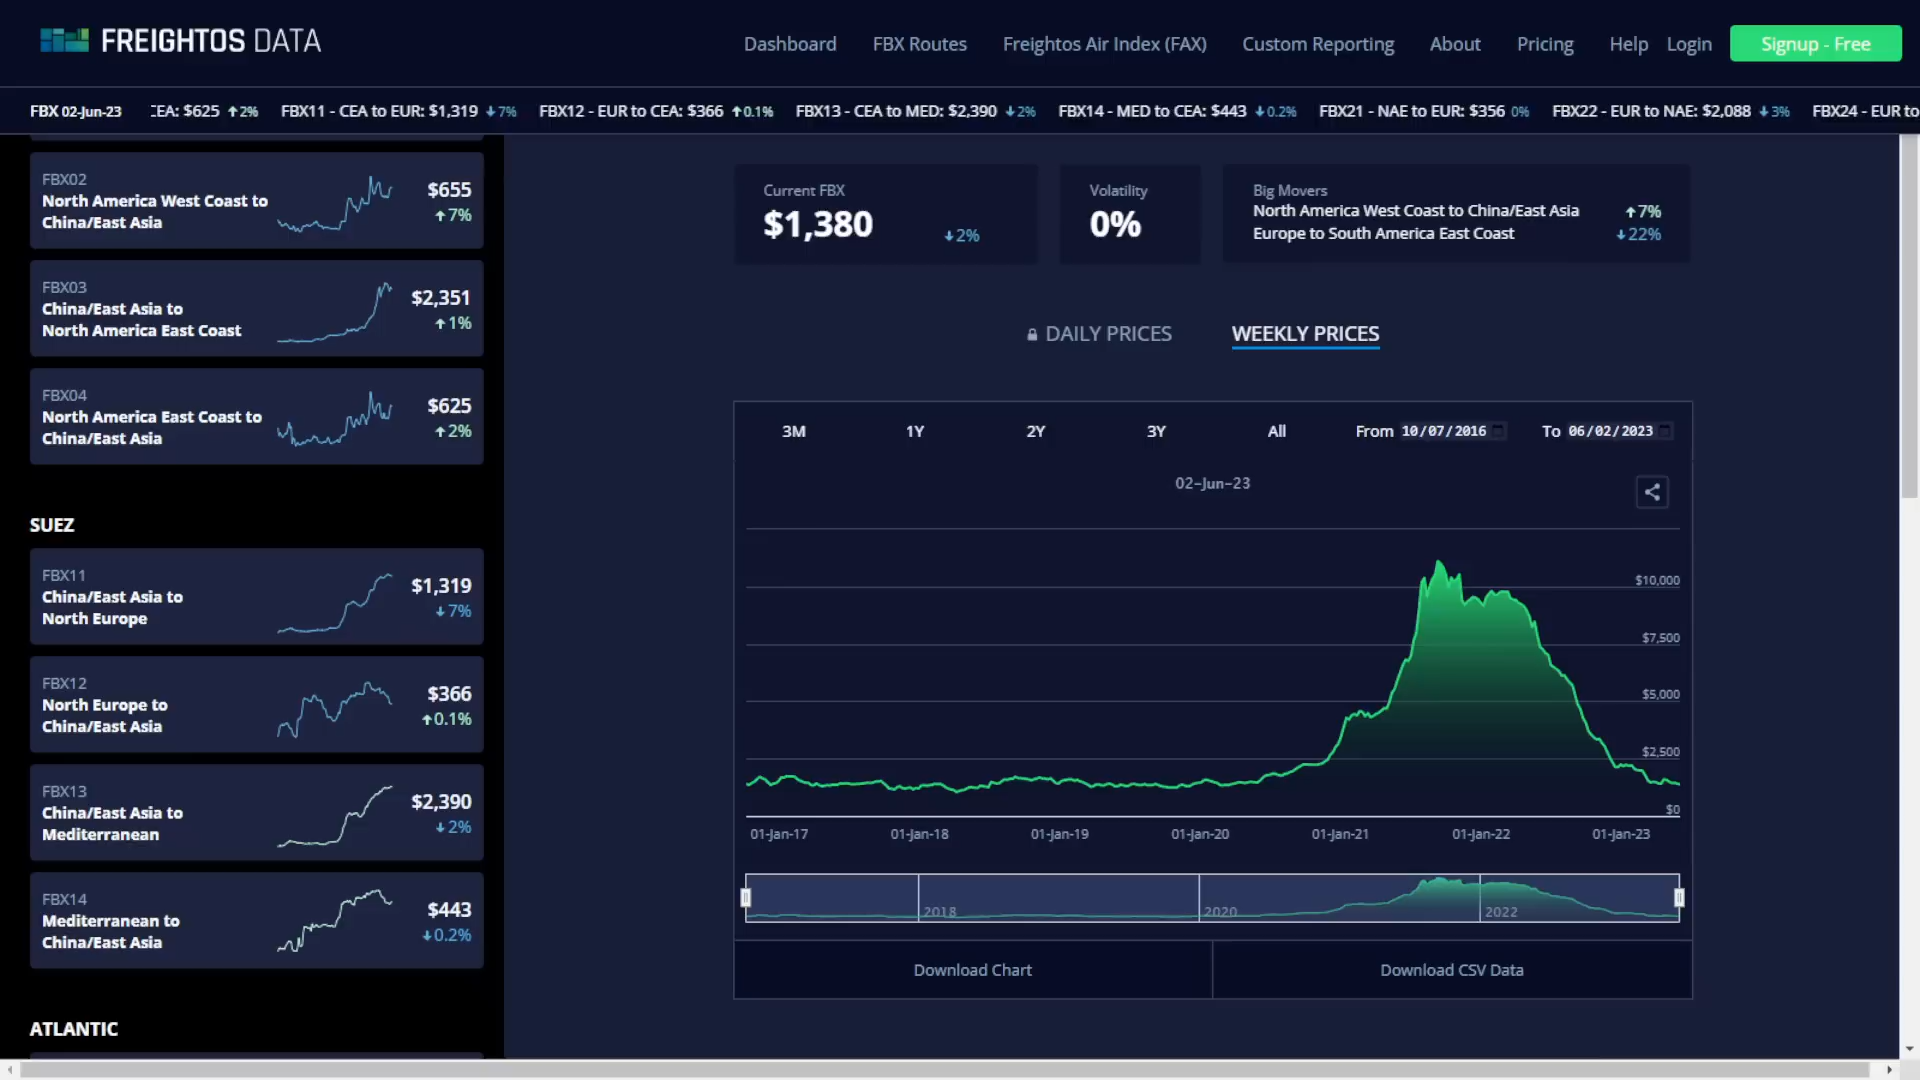 FREIGHTOS DATA
Dashboard
FBX Routes
Freightos Air Index (FAX)
Custom Reporting
About
Pricing
Help
Login
Signup - Free
FBX 02-Jun-23
CEA: $625 2%
FBX11 - CEA to EUR: $1,319 7%
FBX12 - EUR to CEA: $366 0.1%
FBX13 - CEA to MED: $2,390 2%
FBX14 - MED to CEA: $443 0.2%
FBX21 - NAE to EUR: $356 0%
FBX22 - EUR to NAE: $2,088 3%
FBX24 - EUR to
FBX02
North America West Coast to
China/East Asia
$655
7%
FBX03
China/East Asia to
North America East Coast
$2,351
1%
FBX04
North America East Coast to
China/East Asia
$625
2%
SUEZ
FBX11
China/East Asia to
North Europe
$1,319
7%
FBX12
North Europe to
China/East Asia
$366
0.1%
FBX13
China/East Asia to
Mediterranean
$2,390
2%
FBX14
Mediterranean to
China/East Asia
$443
0.2%
ATLANTIC
Current FBX
$1,380
2%
Volatility
0%
Big Movers
North America West Coast to China/East Asia 7%
Europe to South America East Coast 22%
DAILY PRICES
WEEKLY PRICES
3M
1Y
2Y
3Y
All
From 10/07/2016
To 06/02/2023
02-Jun-23
$10,000
$7,500
$5,000
$2,500
$0
01-Jan-17
01-Jan-18
01-Jan-19
01-Jan-20
01-Jan-21
01-Jan-22
01-Jan-23
2018
2020
2022
Download Chart
Download CSV Data